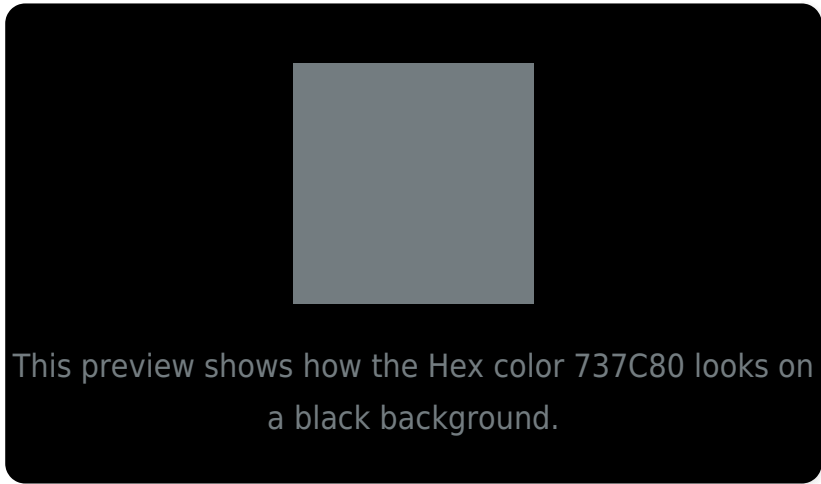 This preview shows how the Hex color 737C80 looks on
a black background.